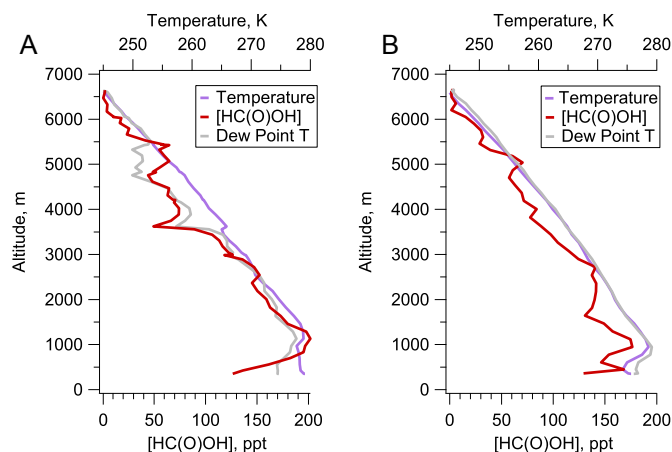 Temperature, K
Temperature, K
A
250 260 270 280
B
250 260 270 280
7000
6000
5000
4000
3000
2000
1000
0
Altitude, m
Temperature
[HC(O)OH]
Dew Point T
0 50 100 150 200
[HC(O)OH], ppt
7000
6000
5000
4000
3000
2000
1000
0
Altitude, m
Temperature
[HC(O)OH]
Dew Point T
0 50 100 150 200
[HC(O)OH], ppt